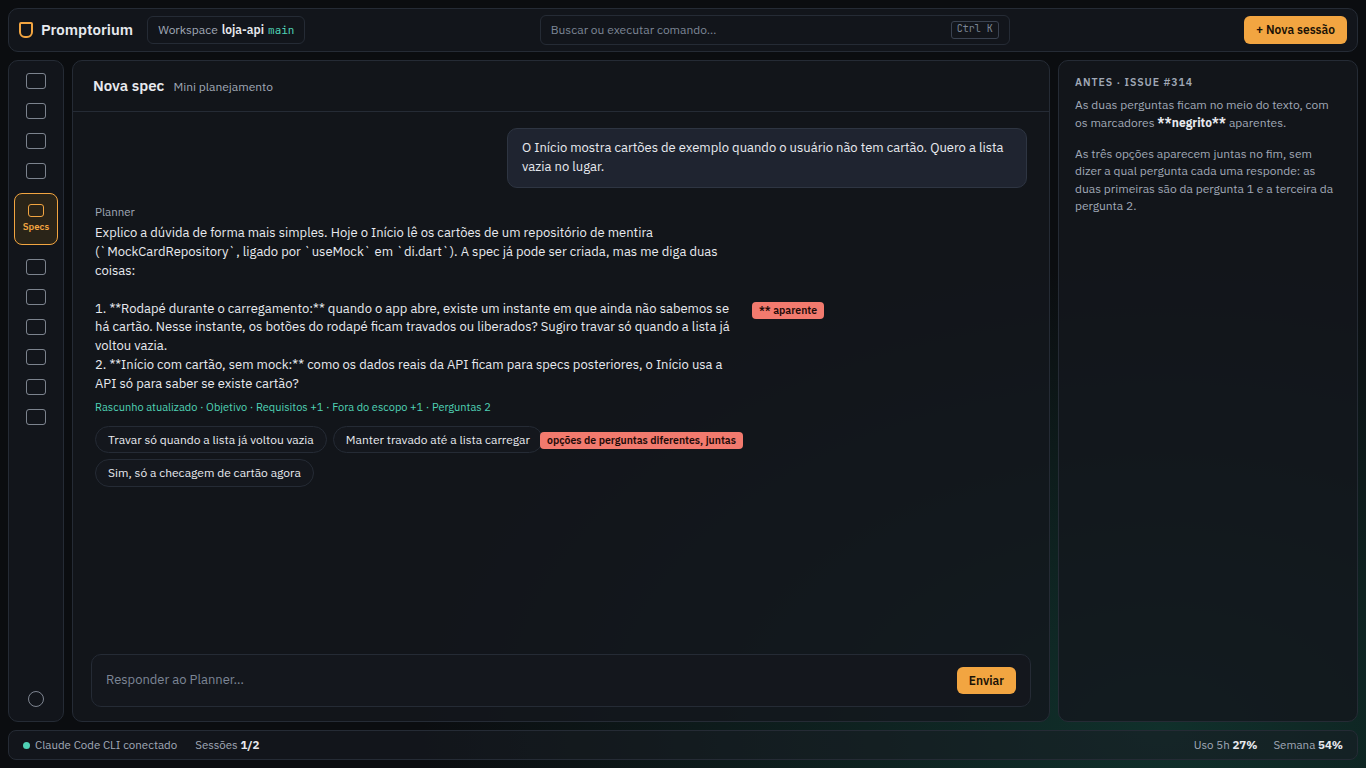 Promptorium
Workspace loja-api main
Buscar ou executar comando...
Ctrl K
+ Nova sessão
Specs
Nova spec Mini planejamento
O Início mostra cartões de exemplo quando o usuário não tem cartão. Quero a lista
vazia no lugar.
Planner
Explico a dúvida de forma mais simples. Hoje o Início lê os cartões de um repositório de mentira
(`MockCardRepository`, ligado por `useMock` em `di.dart`). A spec já pode ser criada, mas me diga duas
coisas:
1. **Rodapé durante o carregamento:** quando o app abre, existe um instante em que ainda não sabemos se
há cartão. Nesse instante, os botões do rodapé ficam travados ou liberados? Sugiro travar só quando a lista já
voltou vazia.
2. **Início com cartão, sem mock:** como os dados reais da API ficam para specs posteriores, o Início usa a
API só para saber se existe cartão?
** aparente
Rascunho atualizado · Objetivo · Requisitos +1 · Fora do escopo +1 · Perguntas 2
Travar só quando a lista já voltou vazia
Manter travado até a lista carregar
opções de perguntas diferentes, juntas
Sim, só a checagem de cartão agora
Responder ao Planner...
Enviar
ANTES · ISSUE #314
As duas perguntas ficam no meio do texto, com
os marcadores **negrito** aparentes.
As três opções aparecem juntas no fim, sem
dizer a qual pergunta cada uma responde: as
duas primeiras são da pergunta 1 e a terceira da
pergunta 2.
Claude Code CLI conectado
Sessões 1/2
Uso 5h 27%
Semana 54%